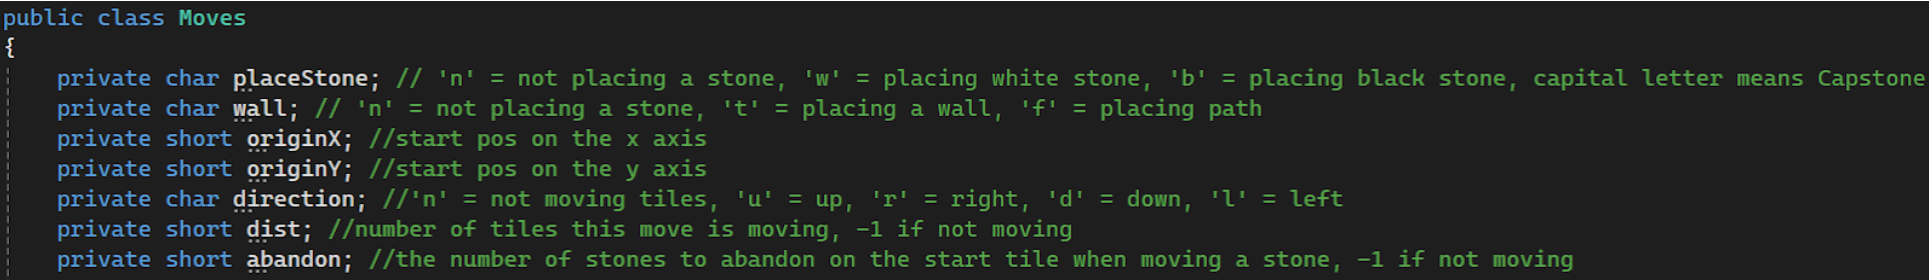 public class Moves
{
private char placeStone; // 'n' = not placing a stone, 'w' = placing white stone, 'b' = placing black stone, capital letter means Capstone
private char wall; // 'n' = not placing a stone, 't' = placing a wall, 'f' = placing path
private short originX; //start pos on the x axis
private short originY; //start pos on the y axis
private char direction; //'n' = not moving tiles, 'u' = up, 'r' = right, 'd' = down, 'l' = left
private short dist; //number of tiles this move is moving, -1 if not moving
private short abandon; //the number of stones to abandon on the start tile when moving a stone, -1 if not moving